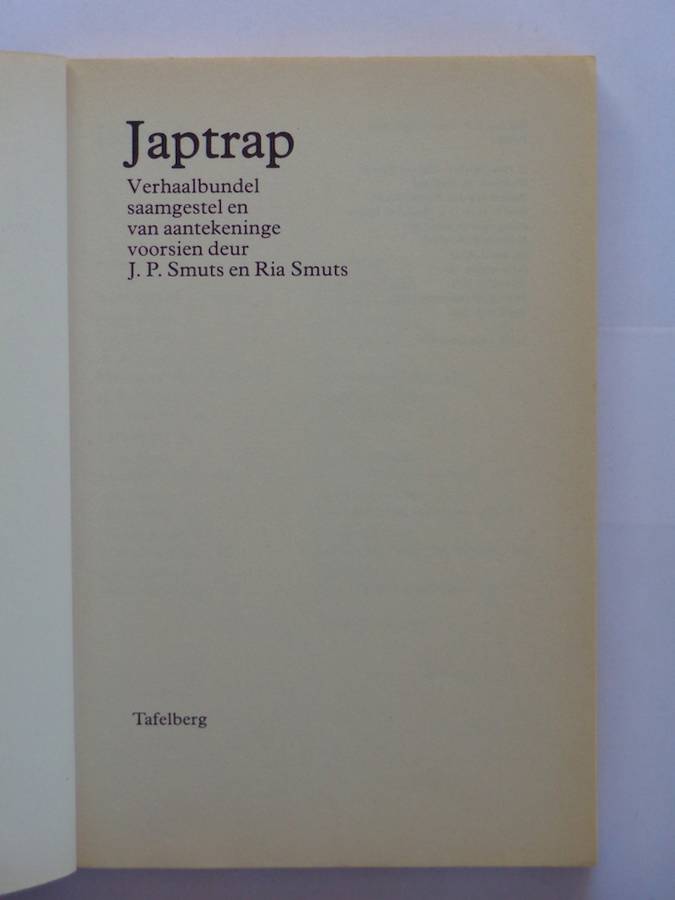 Japtrap
Verhaalbundel
saamgestel en
van aantekeninge
voorsien deur
J. P. Smuts en Ria Smuts
Tafelberg